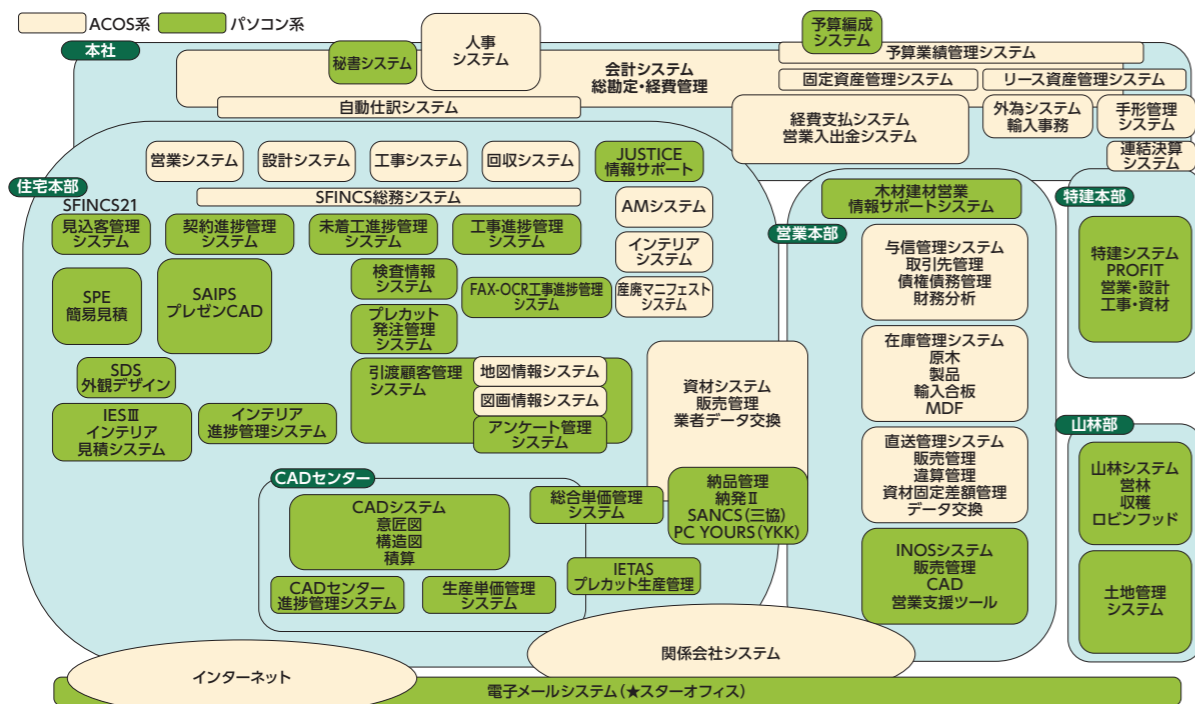 ACOS系
パソコン系
本社
秘書システム
人事
システム
予算編成
システム
予算業績管理システム
会計システム
総勘定・経費管理
固定資産管理システム
リース資産管理システム
自動仕訳システム
経費支払システム
営業入出金システム
外為システム
輸入事務
手形管理
システム
連結決算
システム
住宅本部
営業システム
設計システム
工事システム
回収システム
JUSTICE
情報サポート
SFINCS総務システム
SFINCS21
見込客管理
システム
契約進捗管理
システム
未着工進捗管理
システム
工事進捗管理
システム
AMシステム
インテリア
システム
産廃マニフェスト
システム
SPE
簡易見積
SAIPS
プレゼンCAD
検査情報
システム
FAX-OCR工事進捗管理
システム
プレカット
発注管理
システム
SDS
外観デザイン
引渡顧客管理
システム
地図情報システム
図画情報システム
アンケート管理
システム
IESⅢ
インテリア
見積システム
インテリア
進捗管理システム
資材システム
販売管理
業者データ交換
CADセンター
CADシステム
意匠図
構造図
積算
総合単価管理
システム
納品管理
納発Ⅱ
SANCS(三協)
PC YOURS(YKK)
CADセンター
進捗管理システム
生産単価管理
システム
IETAS
プレカット生産管理
営業本部
木材建材営業
情報サポートシステム
与信管理システム
取引先管理
債権債務管理
財務分析
在庫管理システム
原木
製品
輸入合板
MDF
直送管理システム
販売管理
違算管理
資材固定差額管理
データ交換
INOSシステム
販売管理
CAD
営業支援ツール
特建本部
特建システム
PROFIT
営業・設計
工事・資材
山林部
山林システム
営林
収穫
ロビンフッド
土地管理
システム
インターネット
関係会社システム
電子メールシステム(★スターオフィス)